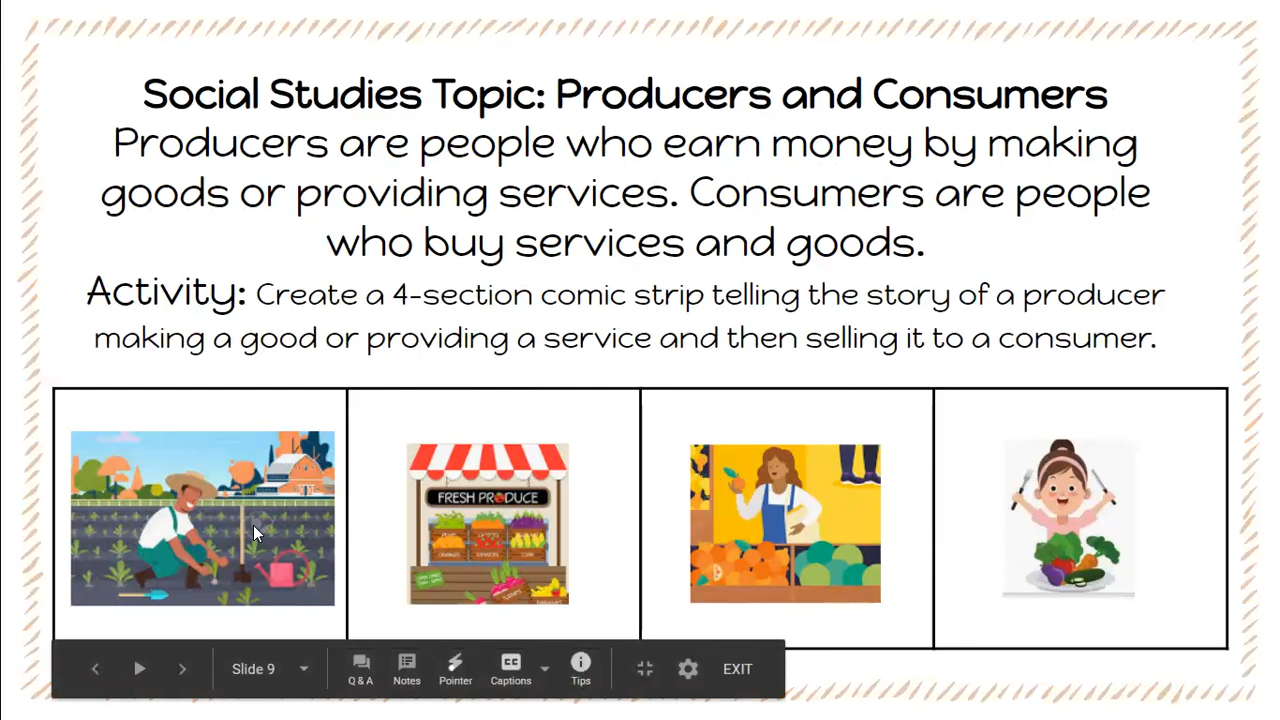 Social Studies Topic: Producers and Consumers
Producers are people who earn money by making
goods or providing services. Consumers are people
who buy services and goods.
Activity: Create a 4-section comic strip telling the story of a producer
making a good or providing a service and then selling it to a consumer.
FRESH PRODUCE
Slide 9
Q & A
Notes
Pointer
CC
Captions
Tips
EXIT